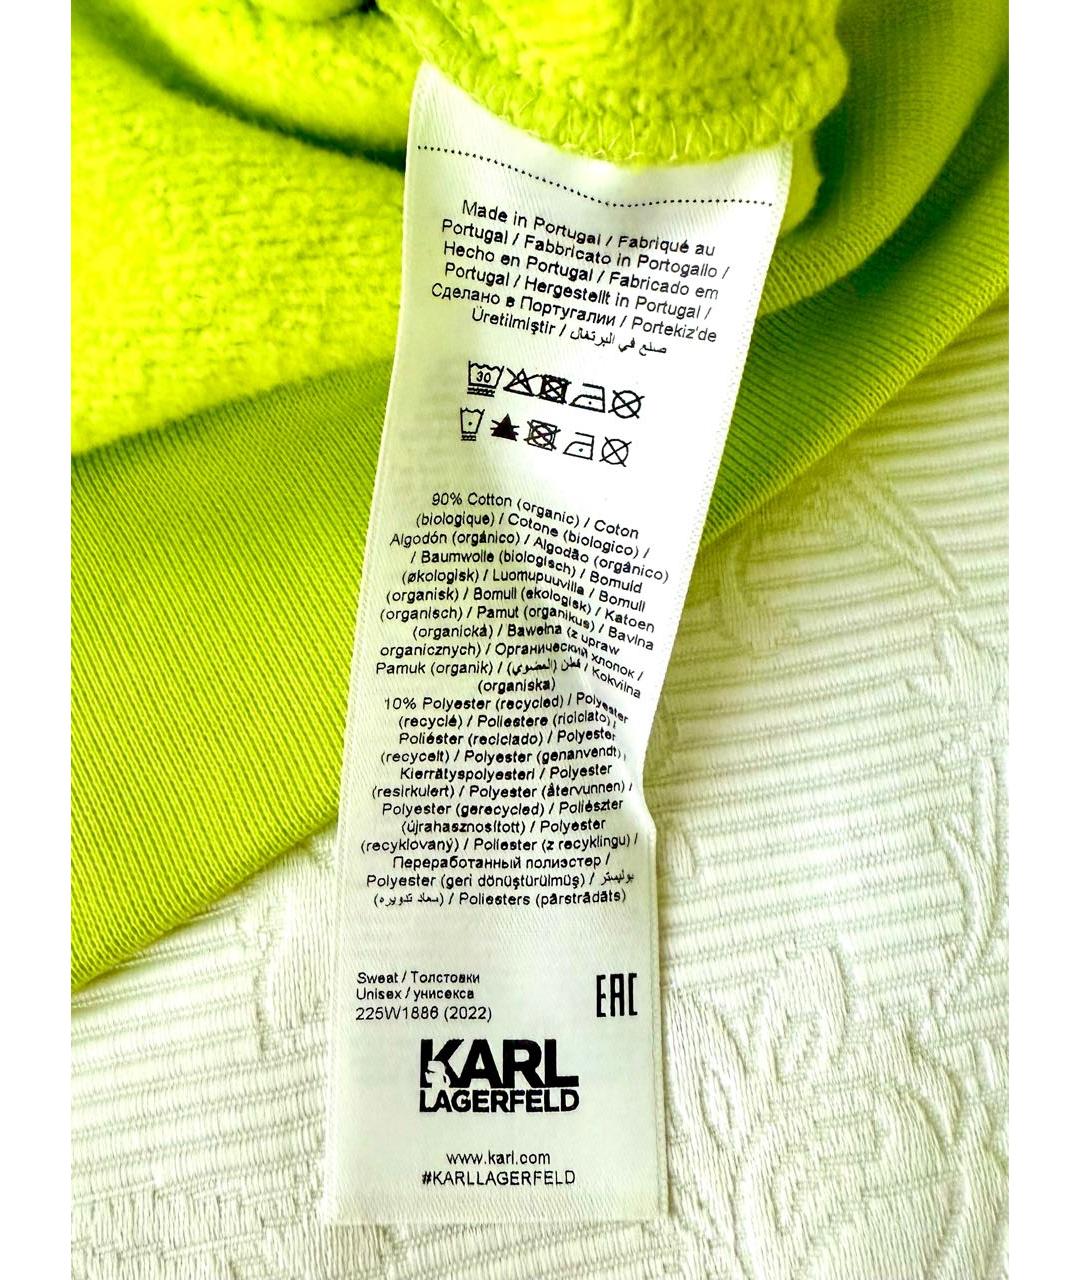 Made in Portugal / Fabriqué au
Portugal / Fabbricato in Portogallo /
Hecho en Portugal / Fabricado em
Portugal / Hergestellt in Portugal /
Сделано в Португалии / Portekiz'de
Üretilmiştir / صنع في البرتغال
30
90% Cotton (organic) / Coton
(biologique) / Cotone (biologico) /
Algodón (orgánico) / Algodão (orgânico)
/ Baumwolle (biologisch) / Bomuld
(økologisk) / Luomupuuvilla / Bomull
(organisk) / Bomull (ekologisk) / Katoen
(organisch) / Pamut (organikus) / Bavlna
(organická) / Bawełna (z upraw
organicznych) / Органический хлопок /
Pamuk (organik) / قطن (العضوي) / Kokvilna
(organiska)
10% Polyester (recycled) / Polyester
(recyclé) / Poliestere (riciclato) /
Poliéster (reciclado) / Polyester
(recycelt) / Polyester (genanvendt) /
Kierrätyspolyesteri / Polyester
(resirkulert) / Polyester (återvunnen) /
Polyester (gerecycled) / Poliészter
(újrahasznosított) / Polyester
(recyklovaný) / Poliester (z recyklingu) /
Переработанный полиэстер /
Polyester (geri dönüştürülmüş) / بوليستر
(معاد تدويره) / Poliesters (pārstrādāts)
Sweat / Толстовки
Unisex / унисекса
225W1886 (2022)
EAC
KARL
LAGERFELD
www.karl.com
#KARLLAGERFELD